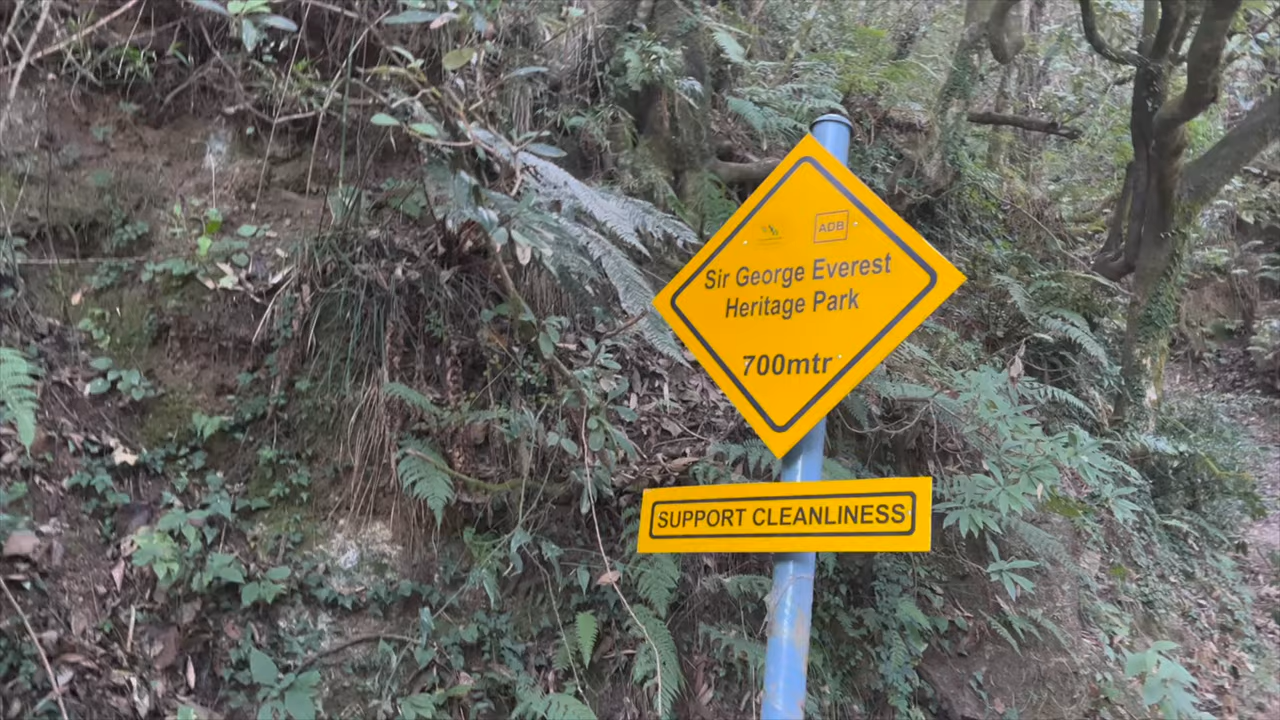 ADB
Sir George Everest
Heritage Park
700mtr
SUPPORT CLEANLINESS